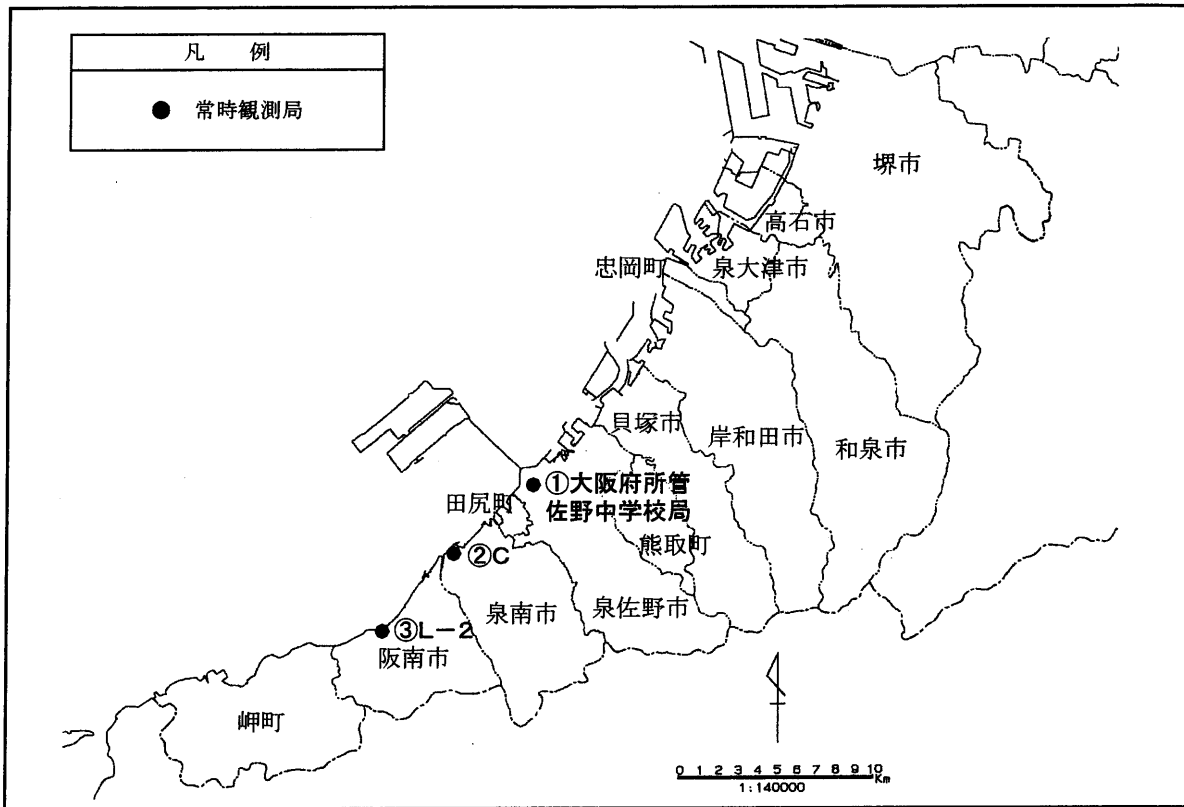 凡 例
● 常時観測局
堺市
高石市
忠岡町
泉大津市
貝塚市
岸和田市
和泉市
①大阪府所管
佐野中学校局
田尻町
熊取町
②C
泉南市
泉佐野市
③L-2
阪南市
岬町
0 1 2 3 4 5 6 7 8 9 10
Km
1:140000